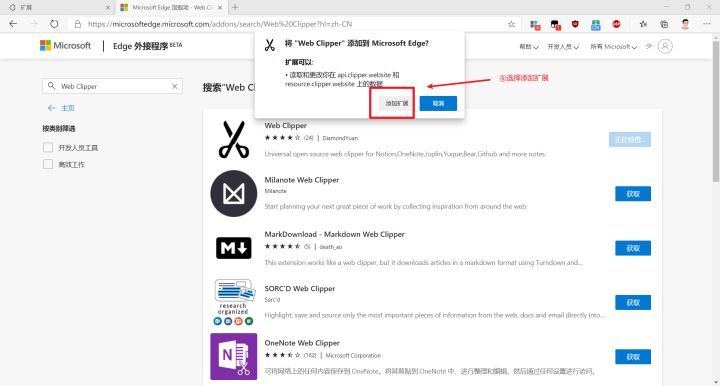 扩展
Microsoft Edge 加载项 - Web Cl
https://microsoftedge.microsoft.com/addons/search/Web%20Clipper?hl=zh-CN
Microsoft
Edge 外接程序 BETA
帮助
开发人员
所有 Microsoft
将 "Web Clipper" 添加到 Microsoft Edge?
扩展可以:
• 读取和更改你在 api.clipper.website 和
resource.clipper.website 上的数据
添加扩展
取消
⑥选择添加扩展
Web Clipper
主页
按类别筛选
开发人员工具
高效工作
搜索"Web Cl
Web Clipper
(24) | DiamondYuan
Universal open source web clipper for Notion,OneNote,Joplin,Yuque,Bear,Github and more notes.
正在检查...
Milanote Web Clipper
Milanote
Start planning your next great piece of work by collecting inspiration from around the web.
获取
MarkDownload - Markdown Web Clipper
(5) | death_au
This extension works like a web clipper, but it downloads articles in a markdown format using Turndown and...
获取
research
organized
SORC'D Web Clipper
Sorc'd
Highlight, save and source only the most important pieces of information from the web, docs and email directly into...
获取
OneNote Web Clipper
(162) | Microsoft Corporation
可将网络上的任何内容保存到 OneNote。将其剪贴到 OneNote 中、进行整理和编辑，然后通过任何设置进行访问。
获取